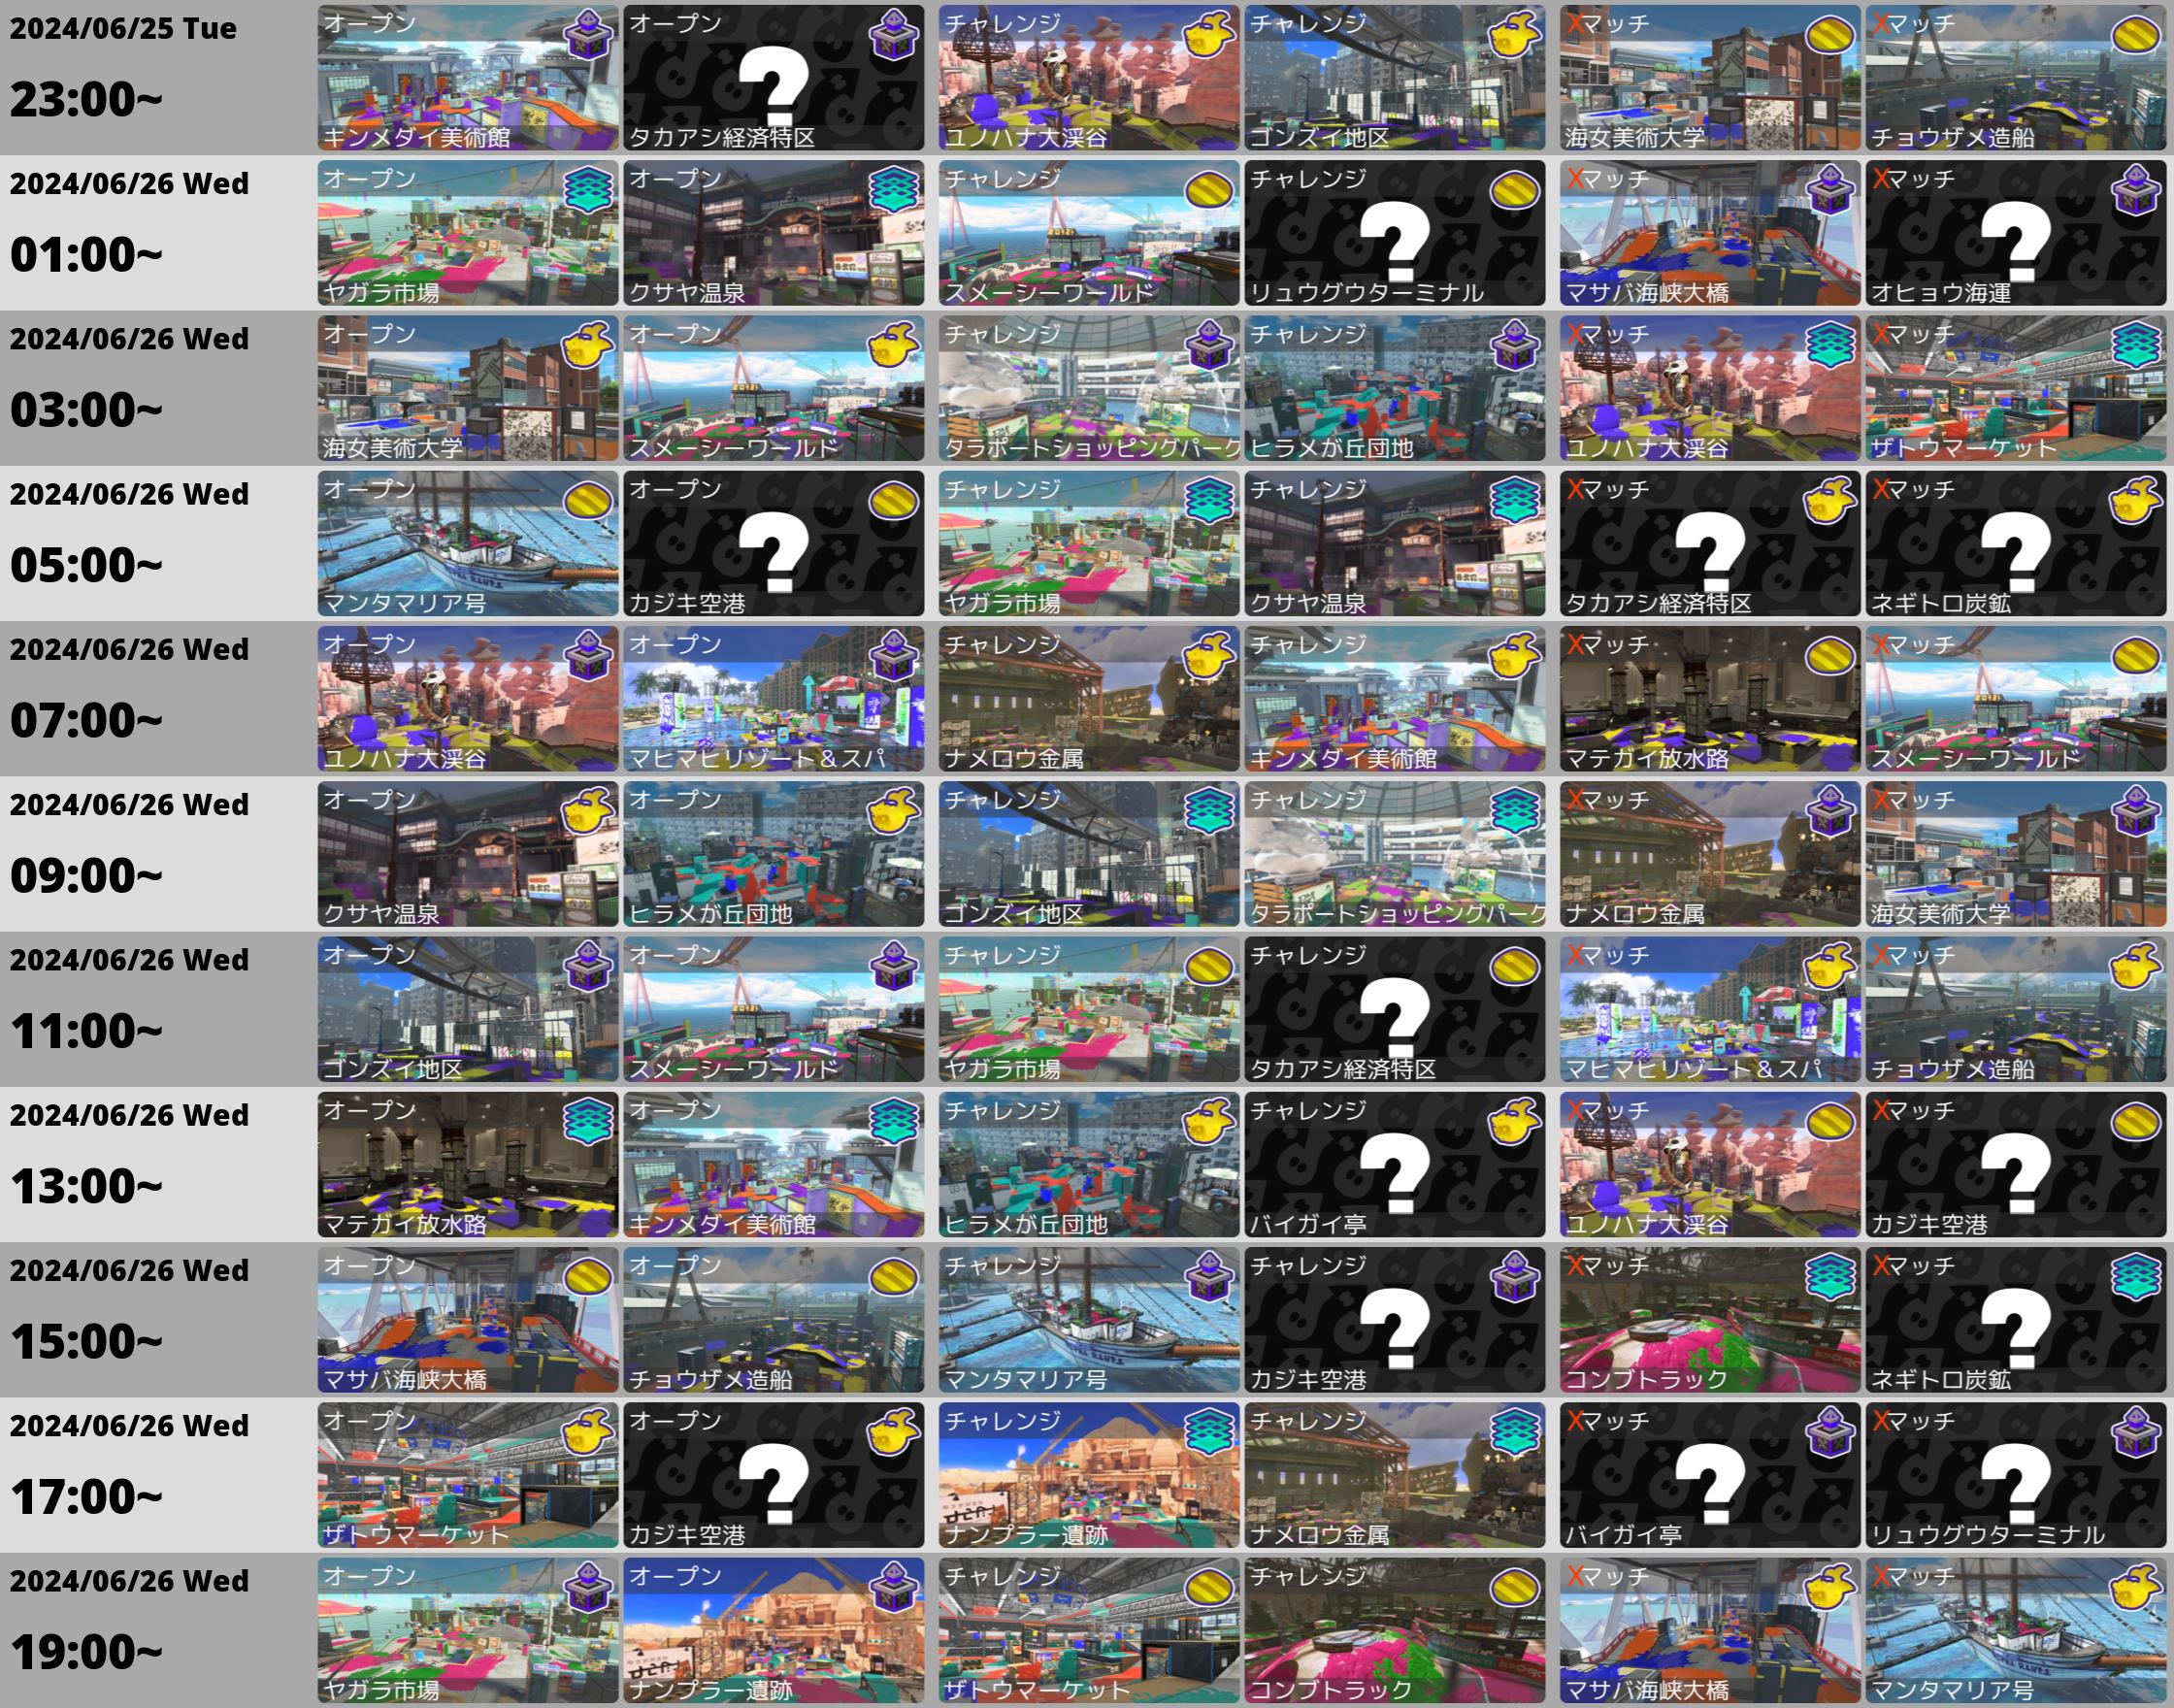 2024/06/25 Tue
23:00~
オープン
キンメダイ美術館
オープン
タカアシ経済特区
チャレンジ
ユノハナ大渓谷
チャレンジ
ゴンズイ地区
Xマッチ
海女美術大学
Xマッチ
チョウザメ造船
2024/06/26 Wed
01:00~
オープン
ヤガラ市場
オープン
クサヤ温泉
チャレンジ
スメーシーワールド
チャレンジ
リュウグウターミナル
Xマッチ
マサバ海峡大橋
Xマッチ
オヒョウ海運
2024/06/26 Wed
03:00~
オープン
海女美術大学
オープン
スメーシーワールド
チャレンジ
タラポートショッピングパーク
チャレンジ
ヒラメが丘団地
Xマッチ
ユノハナ大渓谷
Xマッチ
ザトウマーケット
2024/06/26 Wed
05:00~
オープン
マンタマリア号
オープン
カジキ空港
チャレンジ
ヤガラ市場
チャレンジ
クサヤ温泉
Xマッチ
タカアシ経済特区
Xマッチ
ネギトロ炭鉱
2024/06/26 Wed
07:00~
オープン
ユノハナ大渓谷
オープン
マヒマヒリゾート＆スパ
チャレンジ
ナメロウ金属
チャレンジ
キンメダイ美術館
Xマッチ
マテガイ放水路
Xマッチ
スメーシーワールド
2024/06/26 Wed
09:00~
オープン
クサヤ温泉
オープン
ヒラメが丘団地
チャレンジ
ゴンズイ地区
チャレンジ
タラポートショッピングパーク
Xマッチ
ナメロウ金属
Xマッチ
海女美術大学
2024/06/26 Wed
11:00~
オープン
ゴンズイ地区
オープン
スメーシーワールド
チャレンジ
ヤガラ市場
チャレンジ
タカアシ経済特区
Xマッチ
マヒマヒリゾート＆スパ
Xマッチ
チョウザメ造船
2024/06/26 Wed
13:00~
オープン
マテガイ放水路
オープン
キンメダイ美術館
チャレンジ
ヒラメが丘団地
チャレンジ
バイガイ亭
Xマッチ
ユノハナ大渓谷
Xマッチ
カジキ空港
2024/06/26 Wed
15:00~
オープン
マサバ海峡大橋
オープン
チョウザメ造船
チャレンジ
マンタマリア号
チャレンジ
カジキ空港
Xマッチ
コンブトラック
Xマッチ
ネギトロ炭鉱
2024/06/26 Wed
17:00~
オープン
ザトウマーケット
オープン
カジキ空港
チャレンジ
ナンプラー遺跡
チャレンジ
ナメロウ金属
Xマッチ
バイガイ亭
Xマッチ
リュウグウターミナル
2024/06/26 Wed
19:00~
オープン
ヤガラ市場
オープン
ナンプラー遺跡
チャレンジ
ザトウマーケット
チャレンジ
コンブトラック
Xマッチ
マサバ海峡大橋
Xマッチ
マンタマリア号